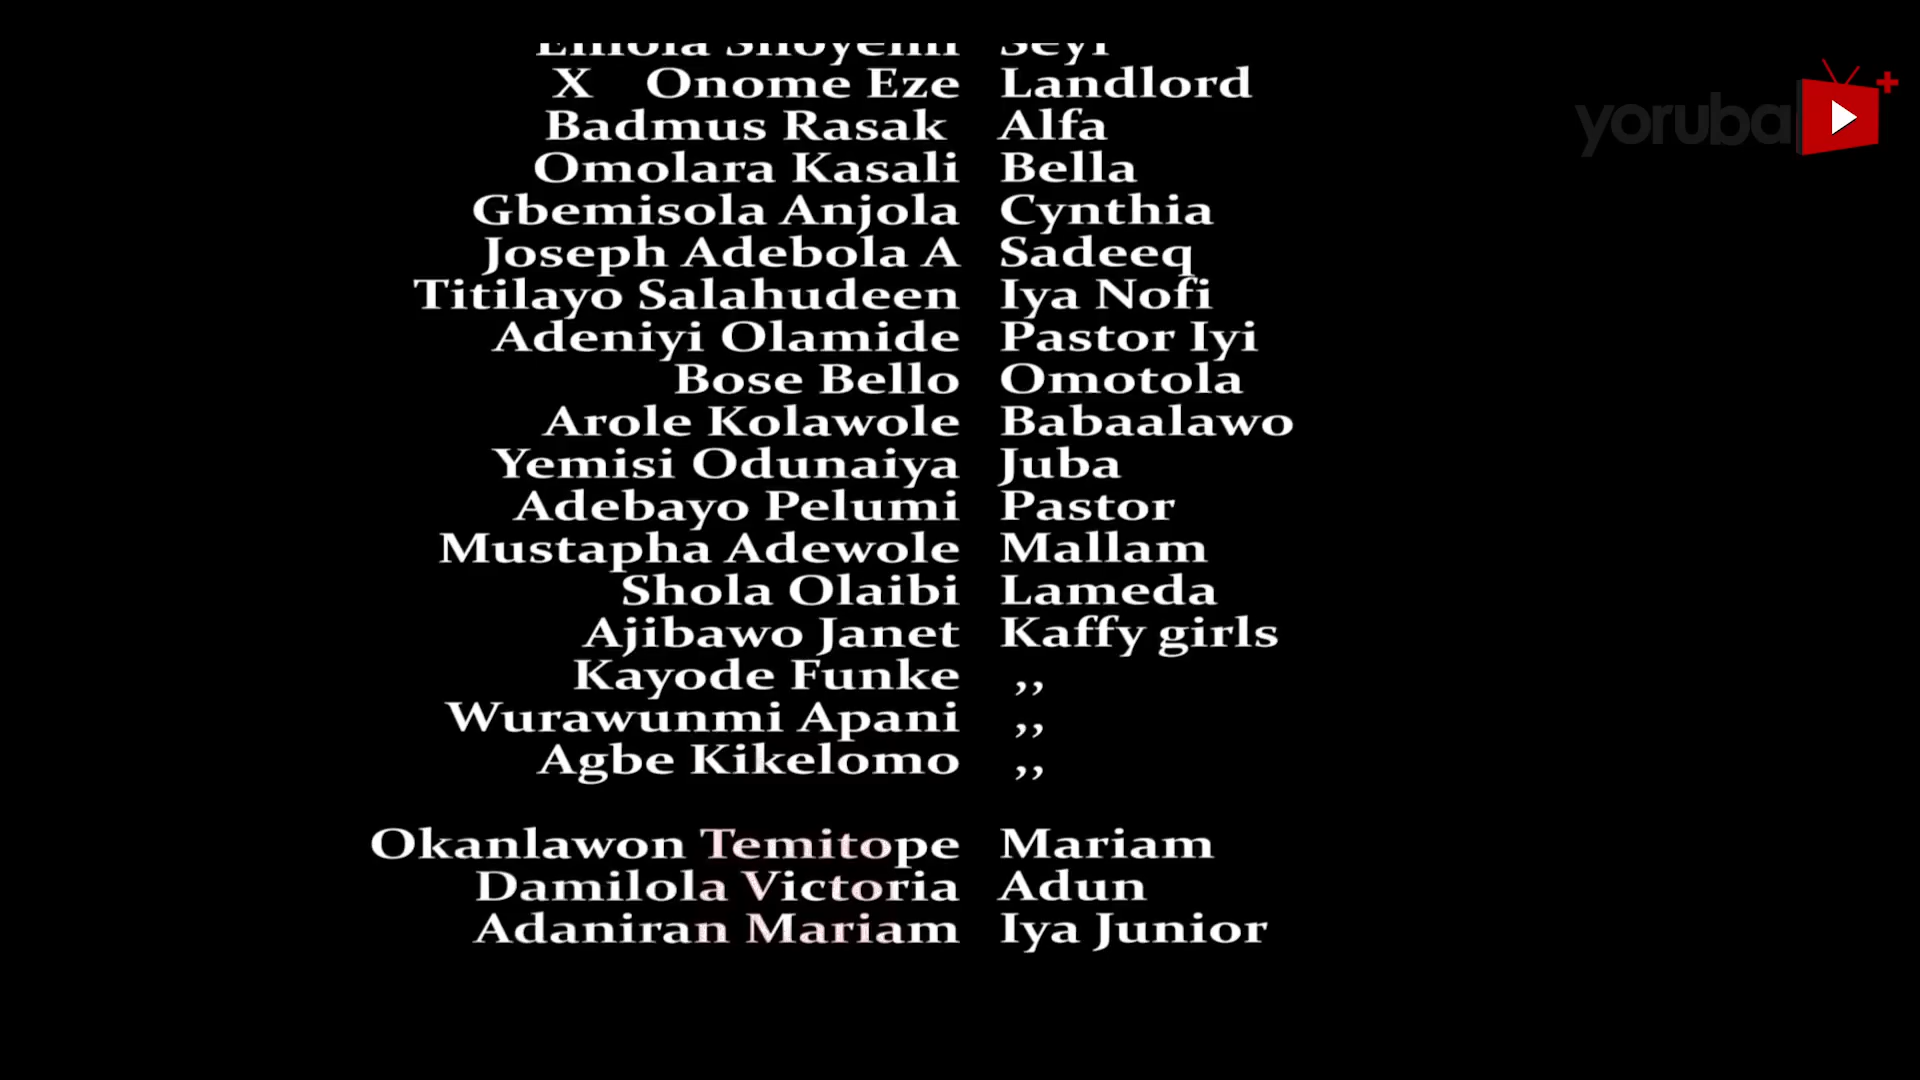 Seyi
X Onome Eze Landlord
Badmus Rasak Alfa
Omolara Kasali Bella
Gbemisola Anjola Cynthia
Joseph Adebola A Sadeeq
Titilayo Salahudeen Iya Nofi
Adeniyi Olamide Pastor Iyi
Bose Bello Omotola
Arole Kolawole Babaalawo
Yemisi Odunaiya Juba
Adebayo Pelumi Pastor
Mustapha Adewole Mallam
Shola Olaibi Lameda
Ajibawo Janet Kaffy girls
Kayode Funke ,,
Wurawunmi Apani ,,
Agbe Kikelomo ,,
Okanlawon Temitope Mariam
Damilola Victoria Adun
Adaniran Mariam Iya Junior
yoruba +